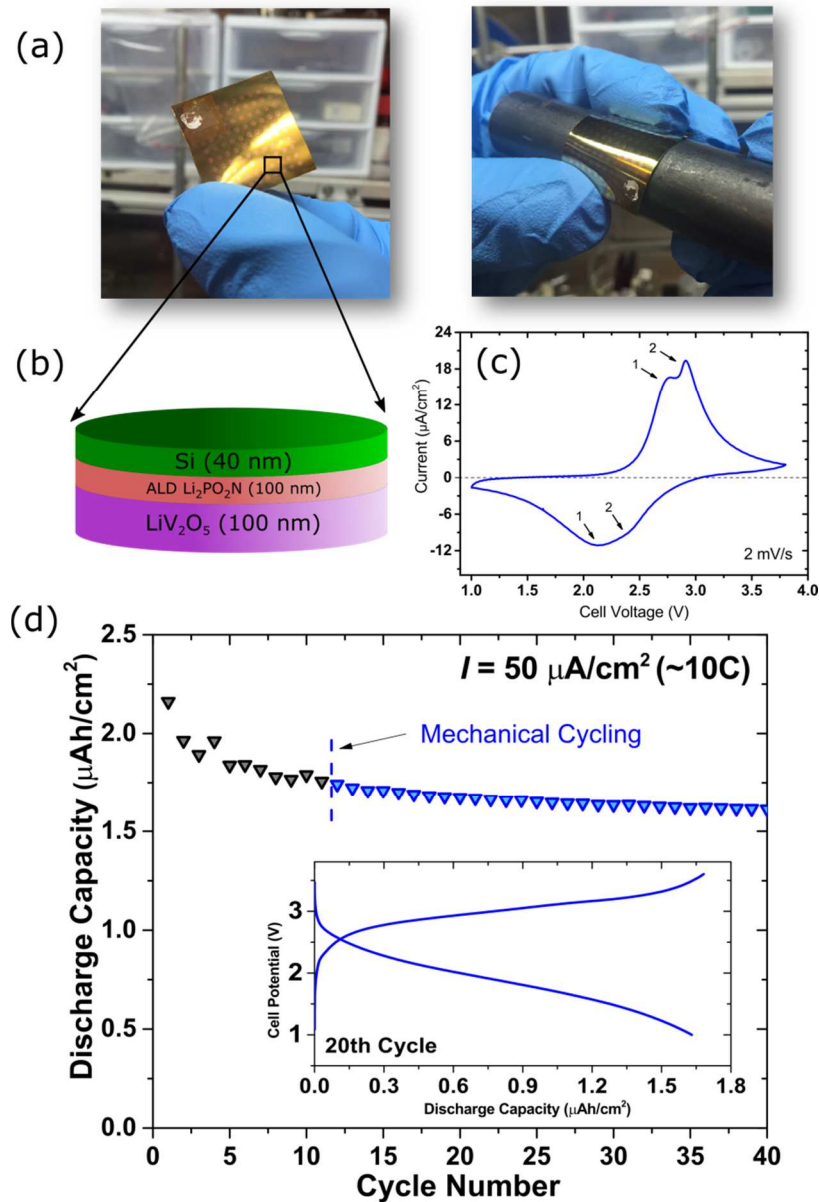 (a)
(b)
Si (40 nm)
ALD Li₂PO₂N (100 nm)
LiV₂O₅ (100 nm)
(c)
Current (µA/cm²)
24
18
12
6
0
-6
-12
1
2
1
2
2 mV/s
1.0 1.5 2.0 2.5 3.0 3.5 4.0
Cell Voltage (V)
(d)
Discharge Capacity (µAh/cm²)
2.5
2.0
1.5
1.0
0.5
0.0
I = 50 µA/cm² (~10C)
Mechanical Cycling
Cell Potential (V)
3
2
1
20th Cycle
0.0 0.3 0.6 0.9 1.2 1.5 1.8
Discharge Capacity (µAh/cm²)
0 5 10 15 20 25 30 35 40
Cycle Number